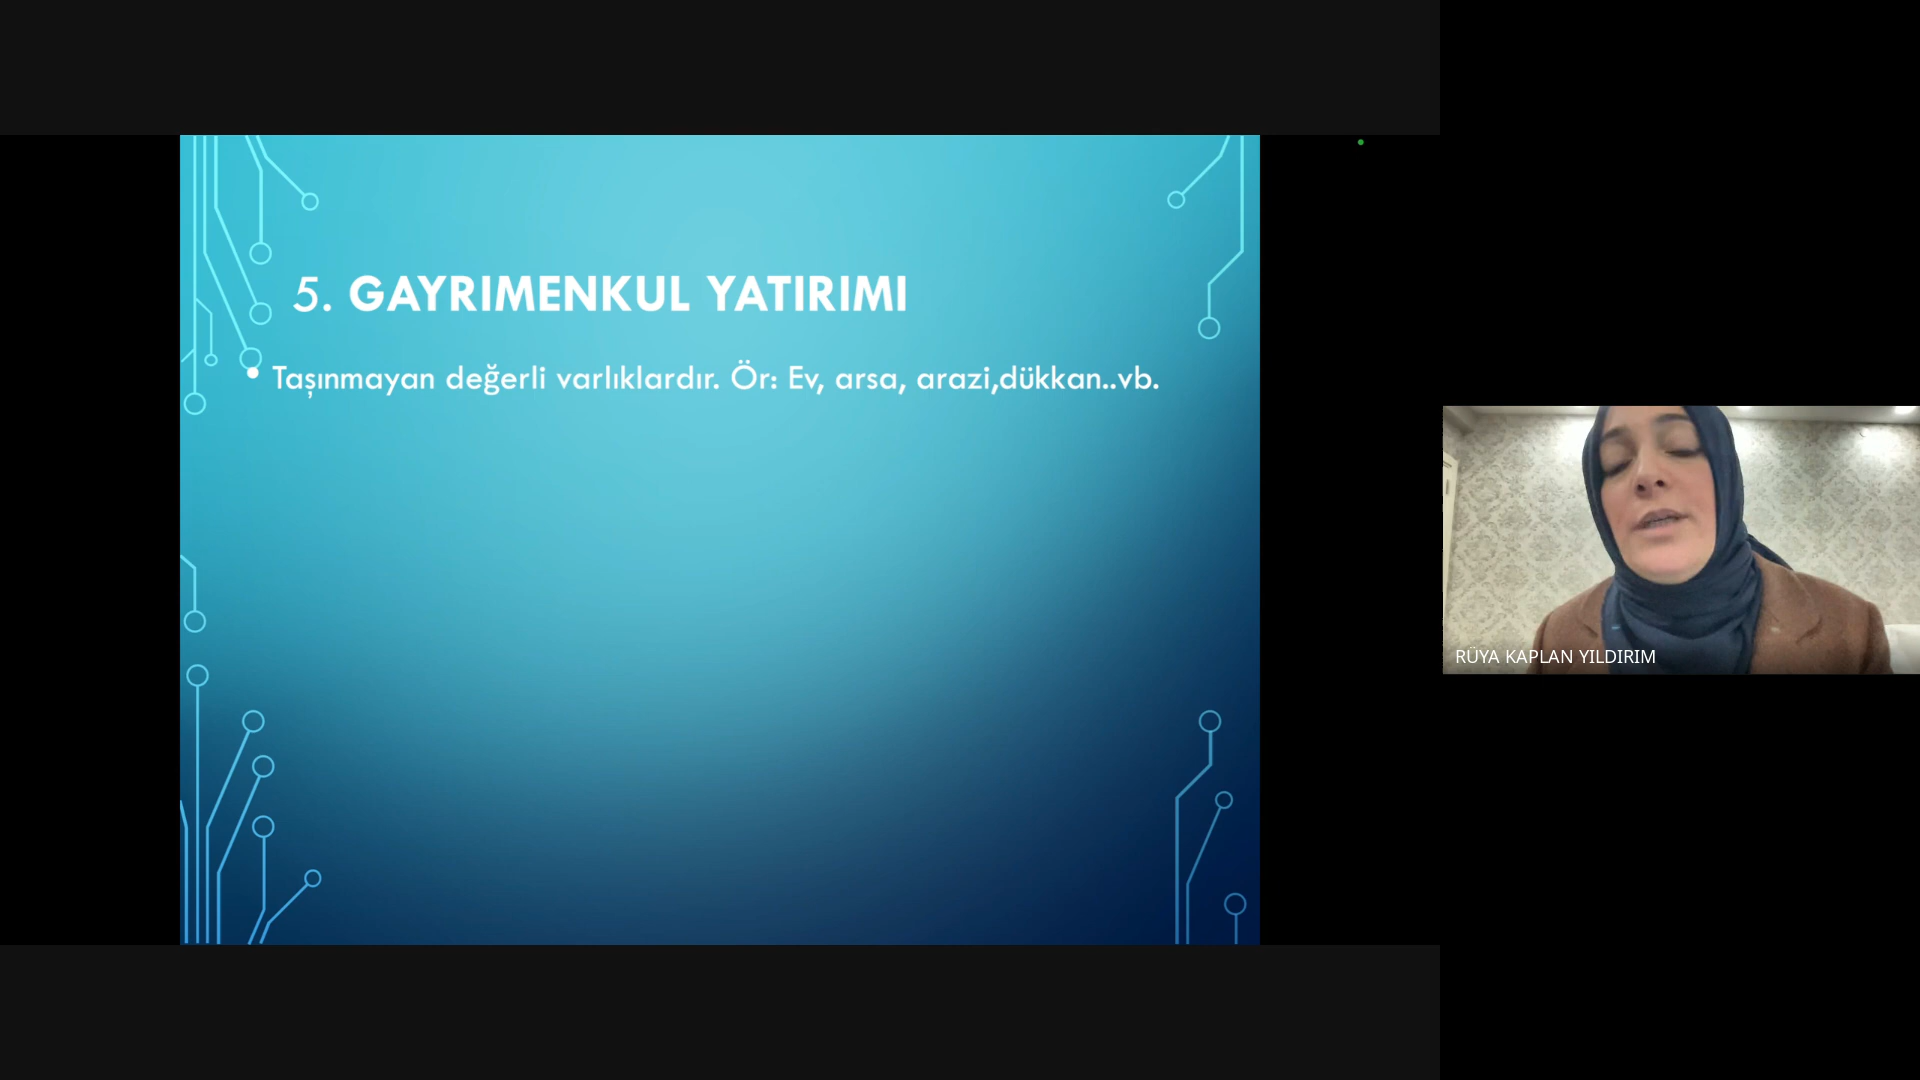 5. GAYRIMENKUL YATIRIMI
• Taşınmayan değerli varlıklardır. Ör: Ev, arsa, arazi,dükkan..vb.
RÜYA KAPLAN YILDIRIM